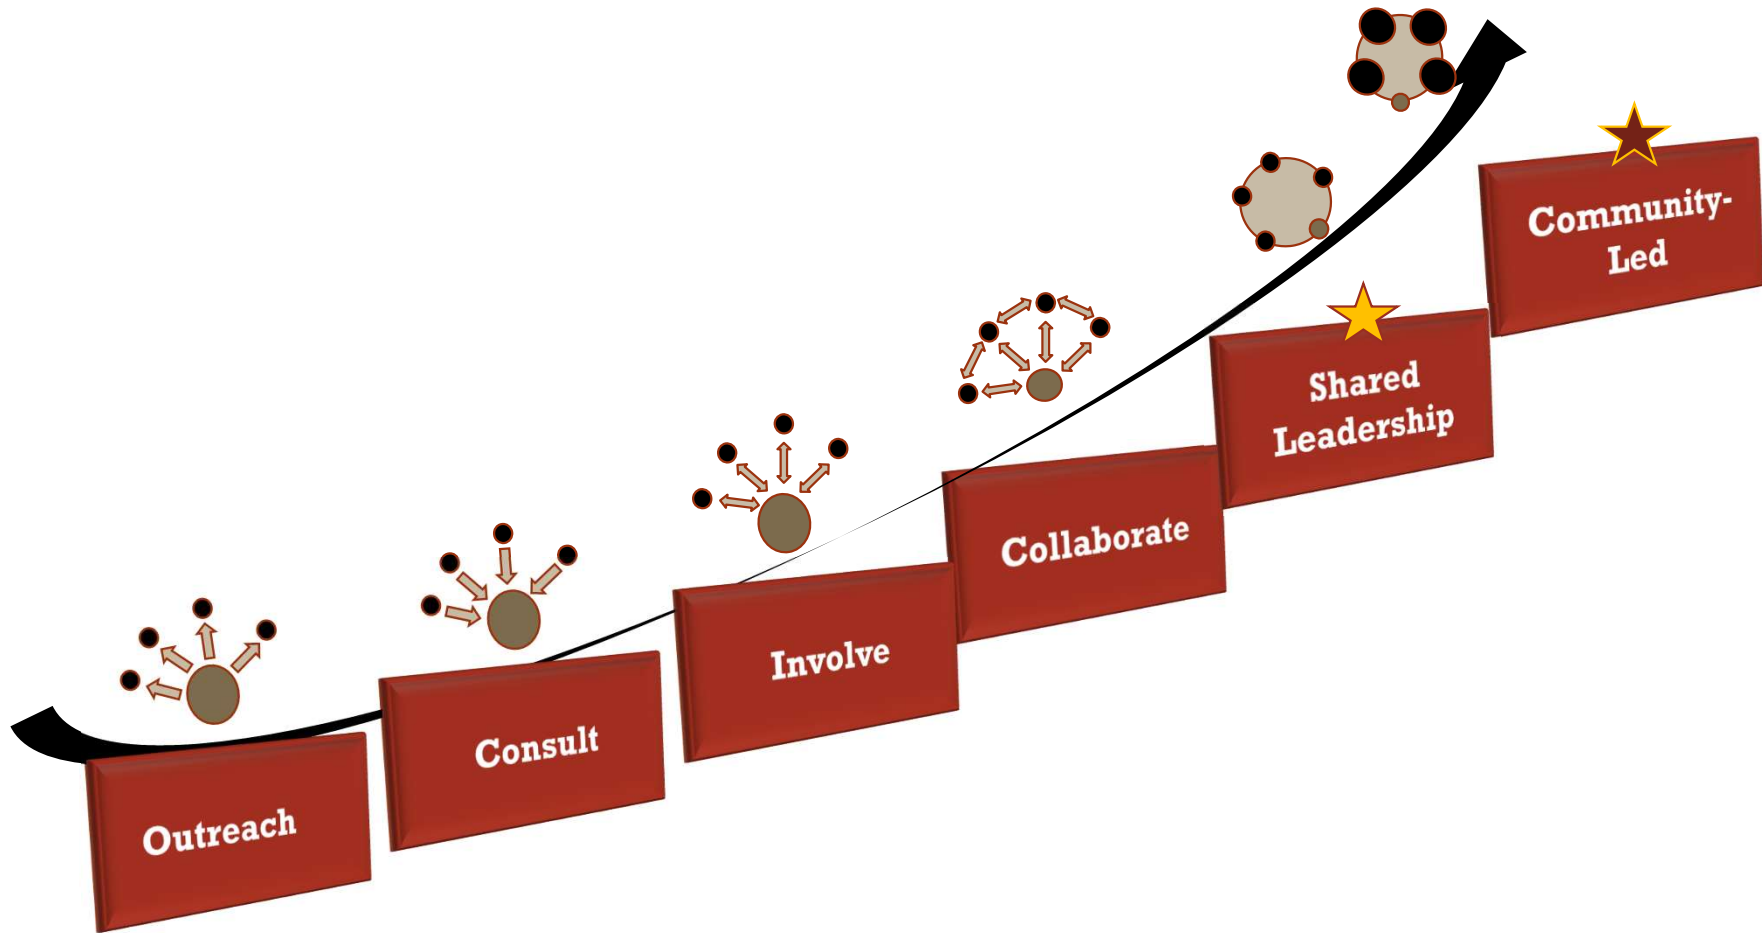 Outreach
Consult
Involve
Collaborate
Shared
Leadership
Community-
Led